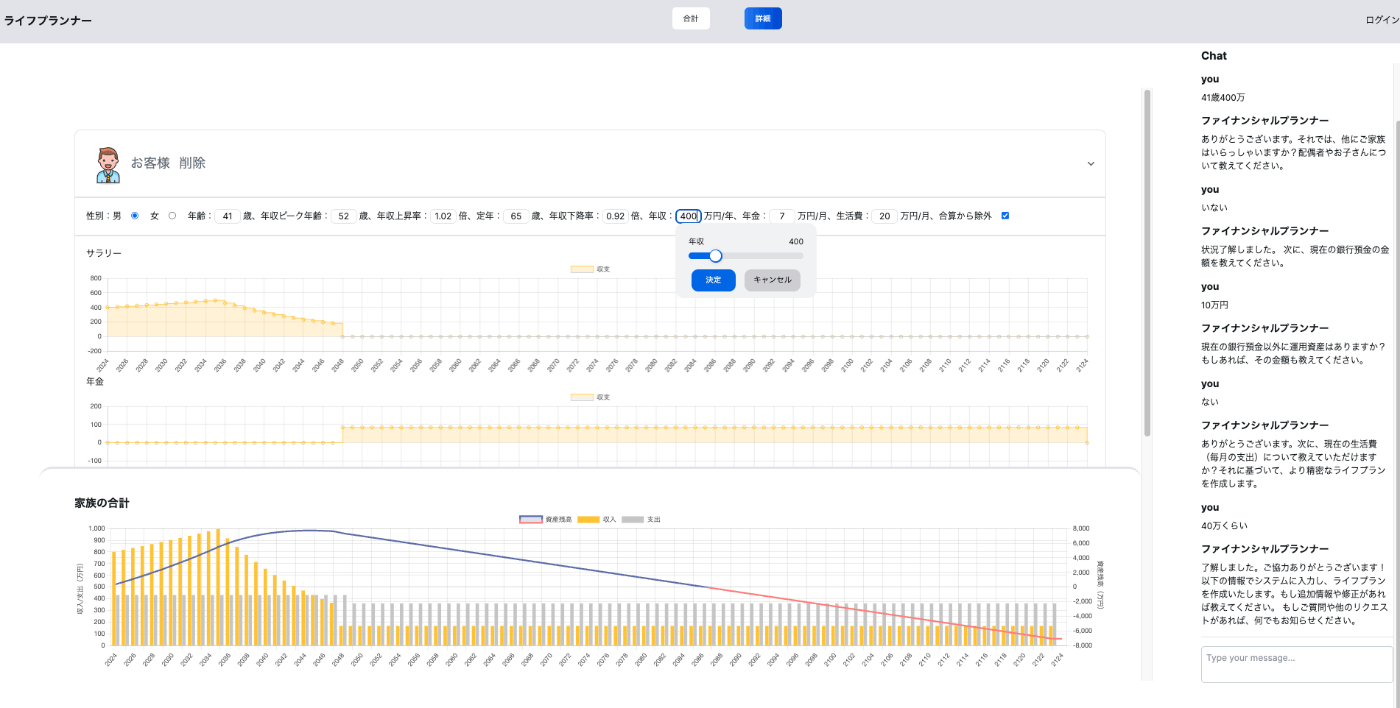 ライフプランナー
合計
詳細
ログイン
お客様 削除
性別：男 女 年齢： 41 歳、年収ピーク年齢： 52 歳、年収上昇率： 1.02 倍、定年： 65 歳、年収下降率： 0.92 倍、年収： 400 万円/年、年金： 7 万円/月、生活費： 20 万円/月、合算から除外
年収 400
決定 キャンセル
サラリー
収支
800
600
400
200
0
-200
2024 2026 2028 2030 2032 2034 2036 2038 2040 2042 2044 2046 2048 2050 2052 2054 2056 2058 2060 2062 2064 2066 2068 2070 2072 2074 2076 2078 2080 2082 2084 2086 2088 2090 2092 2094 2096 2098 2100 2102 2104 2106 2108 2110 2112 2114 2116 2118 2120 2122 2124
年金
収支
200
100
0
-100
家族の合計
資産残高 収入 支出
収入/支出（万円）
1,000
900
800
700
600
500
400
300
200
100
0
8,000
6,000
4,000
2,000
0
-2,000
-4,000
-6,000
-8,000
資産残高（万円）
2024 2026 2028 2030 2032 2034 2036 2038 2040 2042 2044 2046 2048 2050 2052 2054 2056 2058 2060 2062 2064 2066 2068 2070 2072 2074 2076 2078 2080 2082 2084 2086 2088 2090 2092 2094 2096 2098 2100 2102 2104 2106 2108 2110 2112 2114 2116 2118 2120 2122 2124
Chat
you
41歳400万
ファイナンシャルプランナー
ありがとうございます。それでは、他にご家族
はいらっしゃいますか？配偶者やお子さんにつ
いて教えてください。
you
いない
ファイナンシャルプランナー
状況了解しました。 次に、現在の銀行預金の金
額を教えてください。
you
10万円
ファイナンシャルプランナー
現在の銀行預金以外に運用資産はありますか？
もしあれば、その金額も教えてください。
you
ない
ファイナンシャルプランナー
ありがとうございます。次に、現在の生活費
（毎月の支出）について教えていただけます
か？それに基づいて、より精密なライフプラン
を作成します。
you
40万くらい
ファイナンシャルプランナー
了解しました。ご協力ありがとうございます！
以下の情報でシステムに入力し、ライフプラン
を作成いたします。もし追加情報や修正があれ
ば教えてください。 もしご質問や他のリクエス
トがあれば、何でもお知らせください。
Type your message...